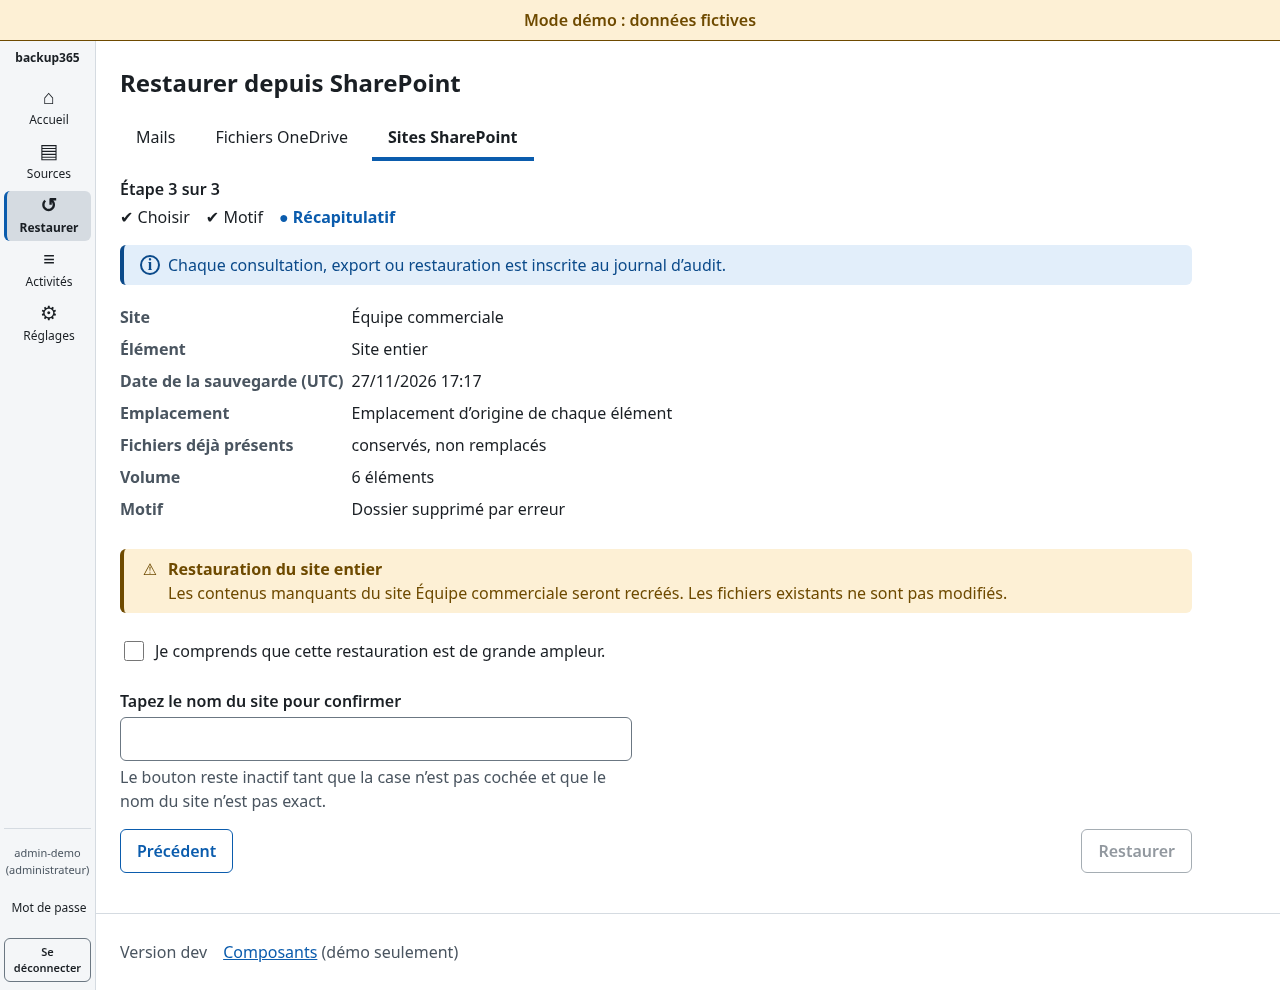 Mode démo : données fictives
backup365
Accueil
Sources
Restaurer
Activités
Réglages
admin-demo
(administrateur)
Mot de passe
Se
déconnecter
Restaurer depuis SharePoint
Mails
Fichiers OneDrive
Sites SharePoint
Étape 3 sur 3
✔ Choisir ✔ Motif ● Récapitulatif
Chaque consultation, export ou restauration est inscrite au journal d’audit.
Site Équipe commerciale
Élément Site entier
Date de la sauvegarde (UTC) 27/11/2026 17:17
Emplacement Emplacement d’origine de chaque élément
Fichiers déjà présents conservés, non remplacés
Volume 6 éléments
Motif Dossier supprimé par erreur
⚠ Restauration du site entier
Les contenus manquants du site Équipe commerciale seront recréés. Les fichiers existants ne sont pas modifiés.
Je comprends que cette restauration est de grande ampleur.
Tapez le nom du site pour confirmer
Le bouton reste inactif tant que la case n’est pas cochée et que le
nom du site n’est pas exact.
Précédent
Restaurer
Version dev Composants (démo seulement)